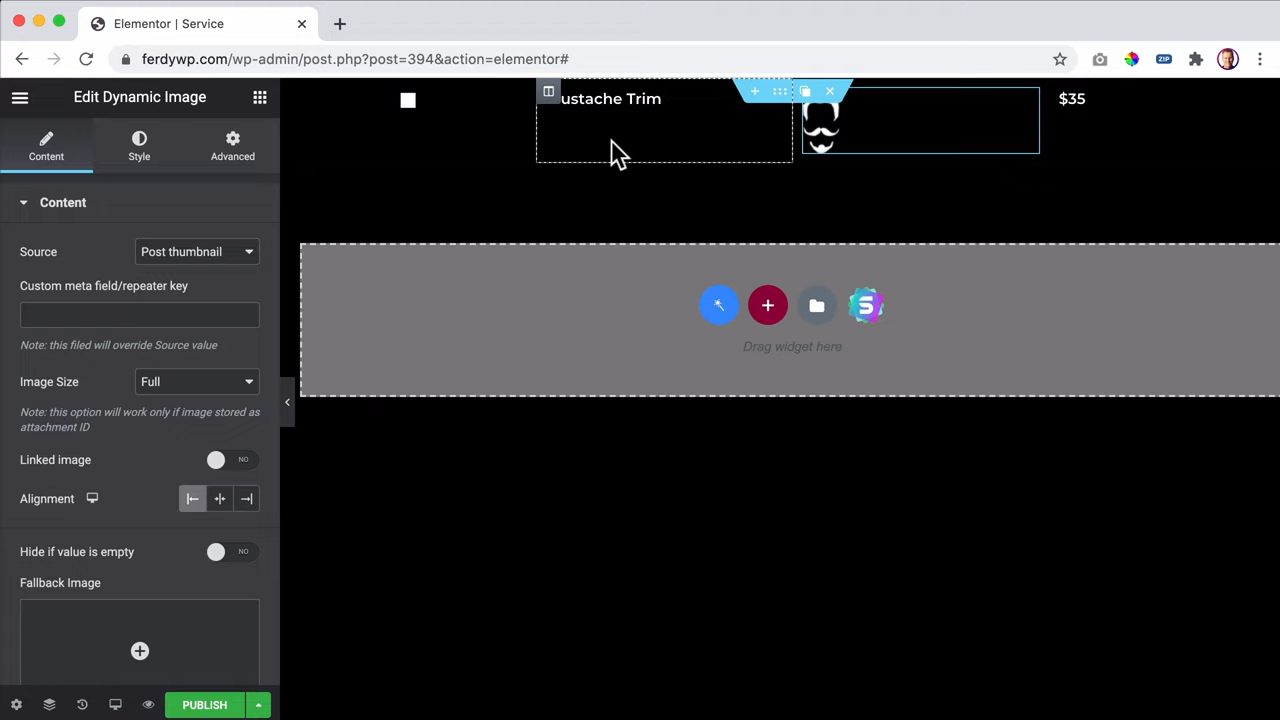 Elementor | Service
ferdywp.com/wp-admin/post.php?post=394&action=elementor#
ZIP
Edit Dynamic Image
Content
Style
Advanced
Content
Source
Post thumbnail
Custom meta field/repeater key
Note: this filed will override Source value
Image Size
Full
Note: this option will work only if image stored as
attachment ID
Linked image
NO
Alignment
Hide if value is empty
NO
Fallback Image
PUBLISH
ustache Trim
$35
Drag widget here